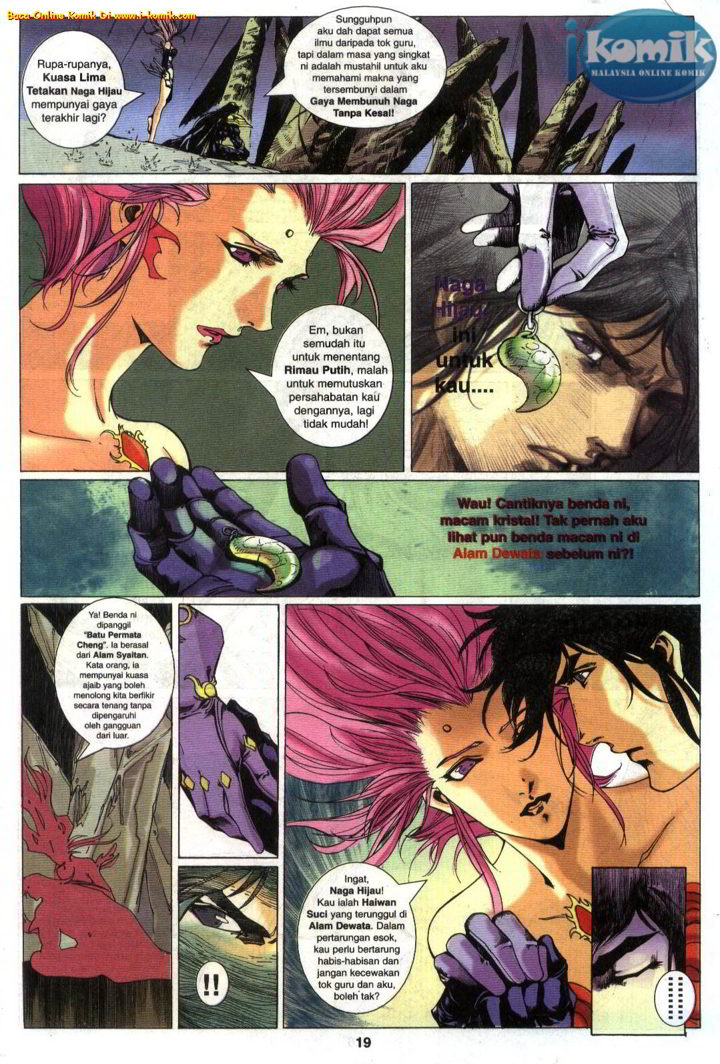 Baca Online Komik Di www.i-komik.com
ikomik
MALAYSIA ONLINE KOMIK
Rupa-rupanya,
Kuasa Lima
Tetakan Naga Hijau
mempunyai gaya
terakhir lagi?
Sungguhpun
aku dah dapat semua
ilmu daripada tok guru,
tapi dalam masa yang singkat
ni adalah mustahil untuk aku
memahami makna yang
tersembunyi dalam
Gaya Membunuh Naga
Tanpa Kesal!
Em, bukan
semudah itu
untuk menentang
Rimau Putih, malah
untuk memutuskan
persahabatan kau
dengannya, lagi
tidak mudah!
Naga
Hijau,
ini
untuk
kau....
Wau! Cantiknya benda ni,
macam kristal! Tak pernah aku
lihat pun benda macam ni di
Alam Dewata sebelum ni?!
Ya! Benda ni
dipanggil
"Batu Permata
Cheng". Ia berasal
dari Alam Syaitan.
Kata orang, ia
mempunyai kuasa
ajaib yang boleh
menolong kita berfikir
secara tenang tanpa
dipengaruhi
oleh gangguan
dari luar.
!!
Ingat,
Naga Hijau!
Kau ialah Haiwan
Suci yang terunggul di
Alam Dewata. Dalam
pertarungan esok,
kau perlu bertarung
habis-habisan dan
jangan kecewakan
tok guru dan aku,
boleh tak?
19